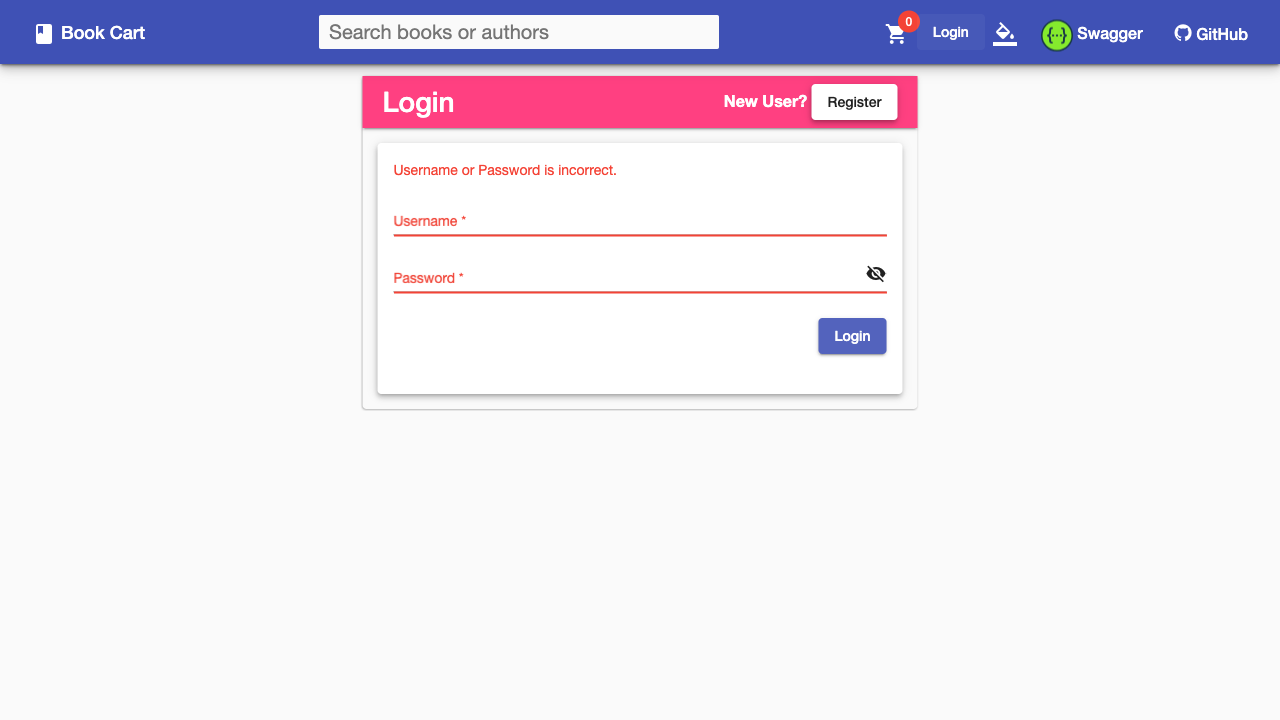 Book Cart
Search books or authors
0
Login
Swagger
GitHub
Login
New User?
Register
Username or Password is incorrect.
Username *
Password *
Login